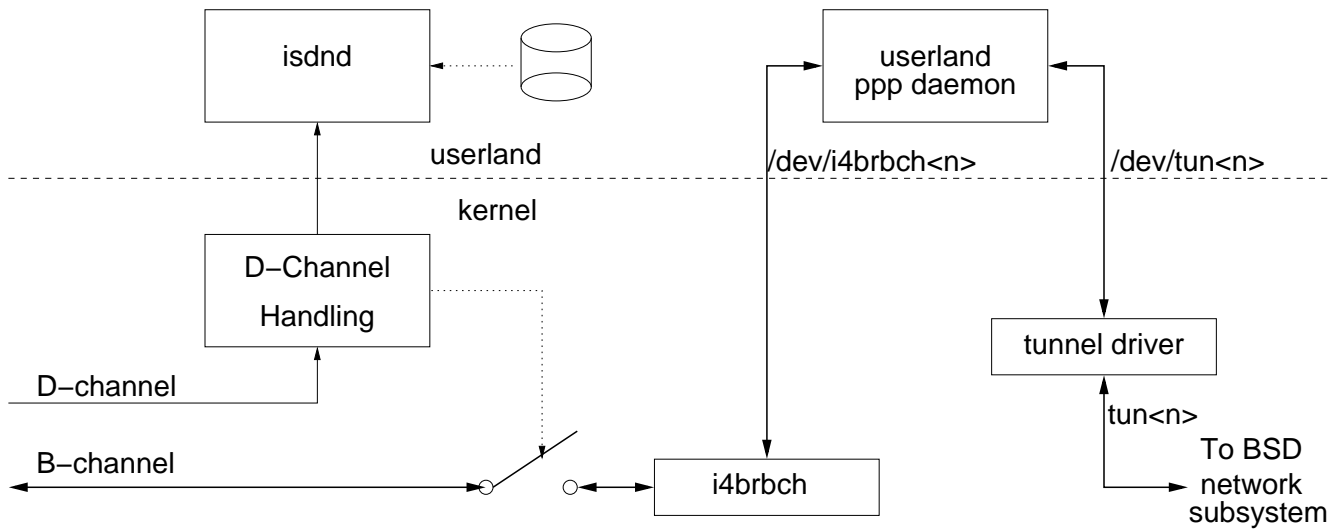 isdnd
userland
ppp daemon
userland
/dev/i4brbch<n>
/dev/tun<n>
kernel
D−Channel
Handling
tunnel driver
D−channel
tun<n>
B−channel
i4brbch
To BSD
network
subsystem